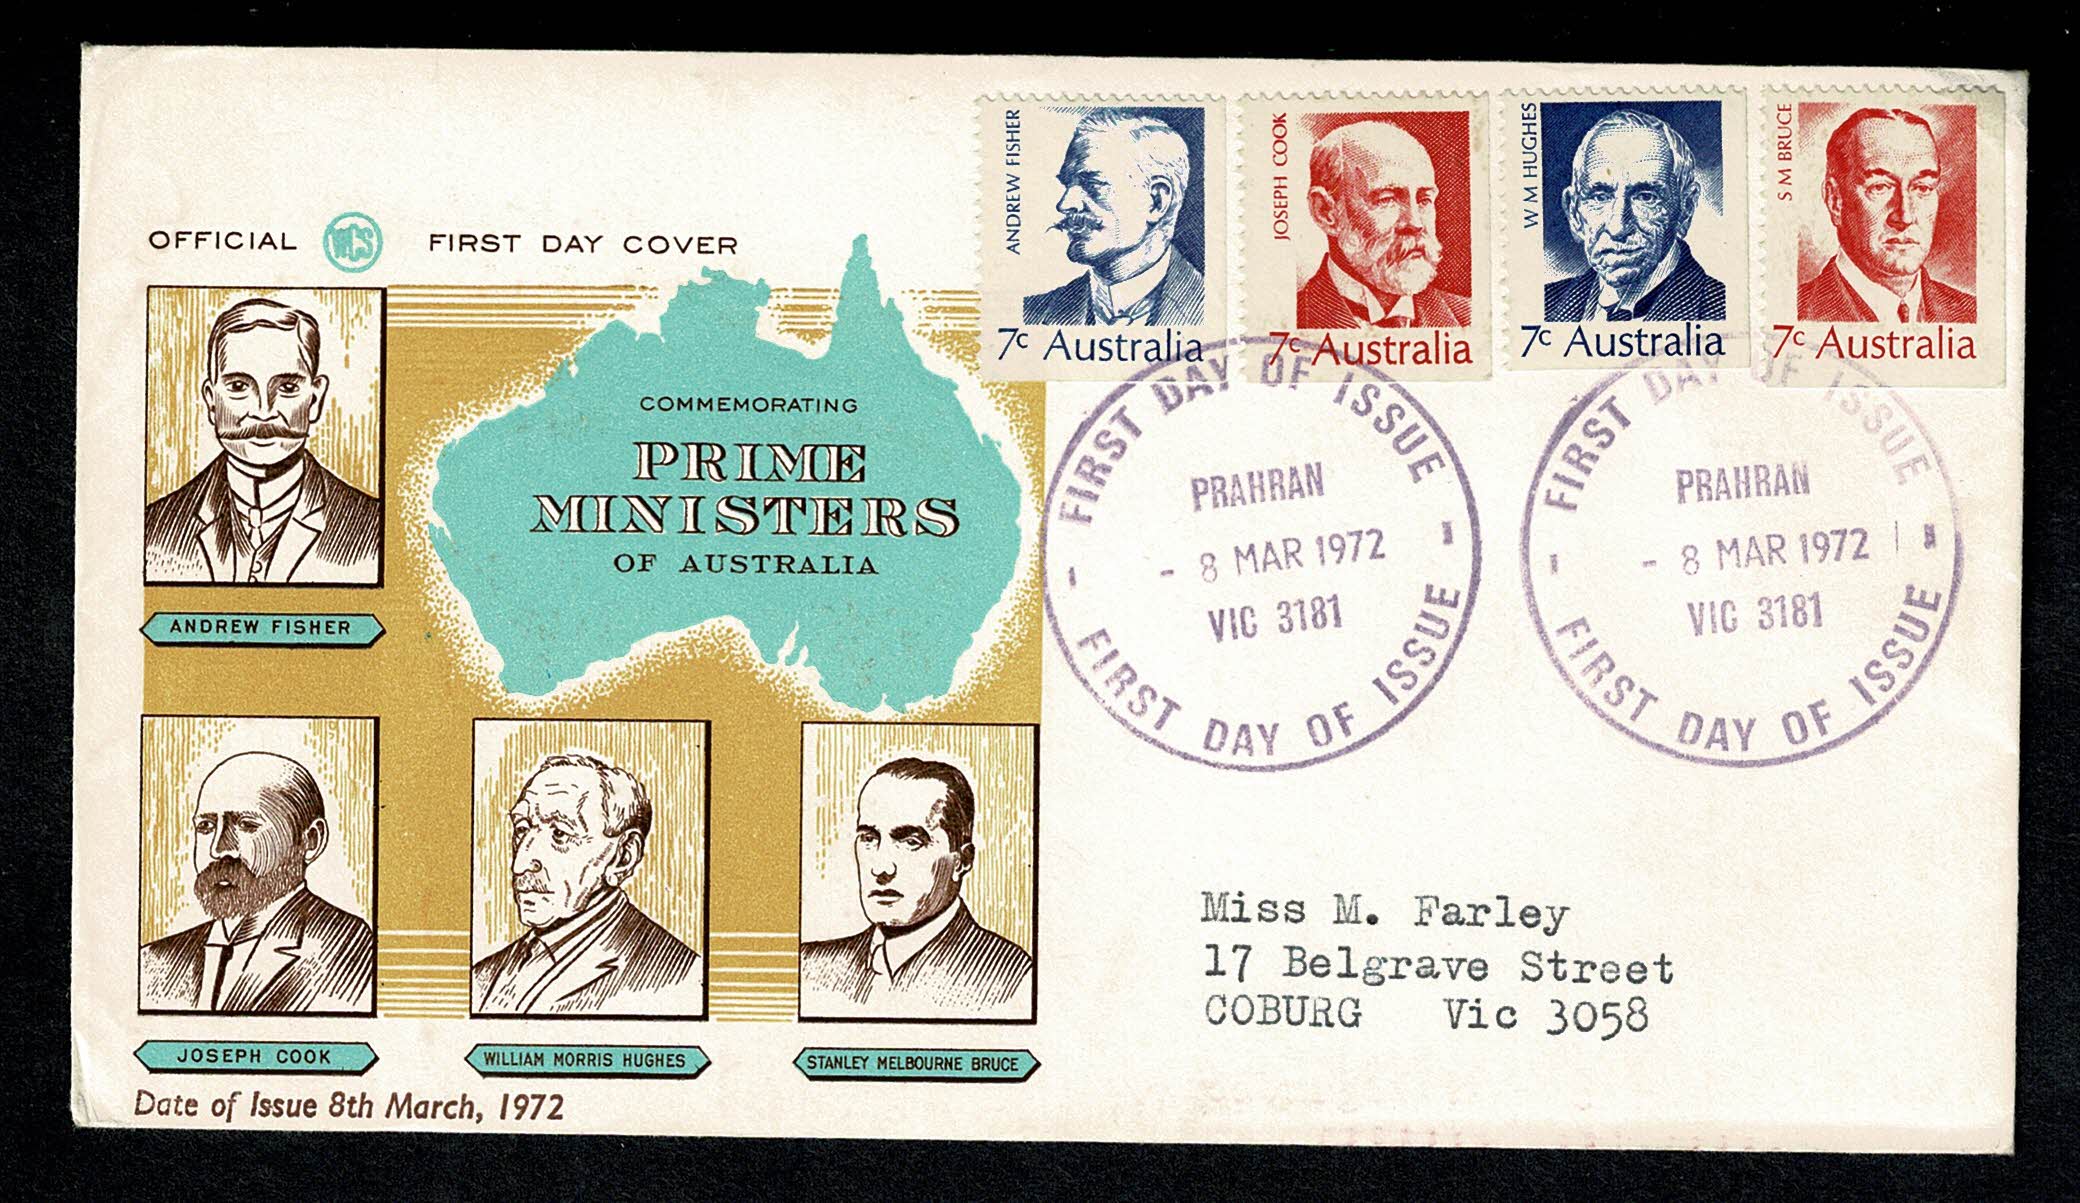 OFFICIAL WCS FIRST DAY COVER
COMMEMORATING
PRIME
MINISTERS
OF AUSTRALIA
ANDREW FISHER
JOSEPH COOK
WILLIAM MORRIS HUGHES
STANLEY MELBOURNE BRUCE
Date of Issue 8th March, 1972
ANDREW FISHER
7c Australia
JOSEPH COOK
7c Australia
W M HUGHES
7c Australia
S M BRUCE
7c Australia
FIRST DAY OF ISSUE
PRAHRAN
- 8 MAR 1972
VIC 3181
FIRST DAY OF ISSUE
FIRST DAY OF ISSUE
PRAHRAN
- 8 MAR 1972
VIC 3181
FIRST DAY OF ISSUE
Miss M. Farley
17 Belgrave Street
COBURG Vic 3058